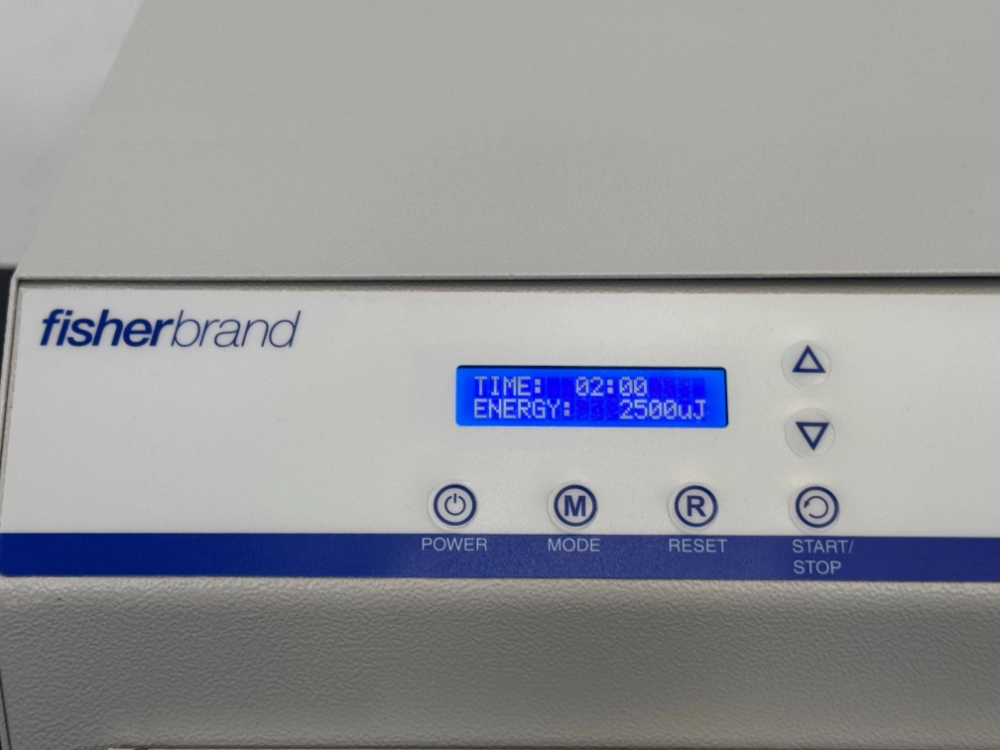 fisherbrand
TIME: 02:00
ENERGY: 2500uJ
M
R
POWER
MODE
RESET
START/
STOP